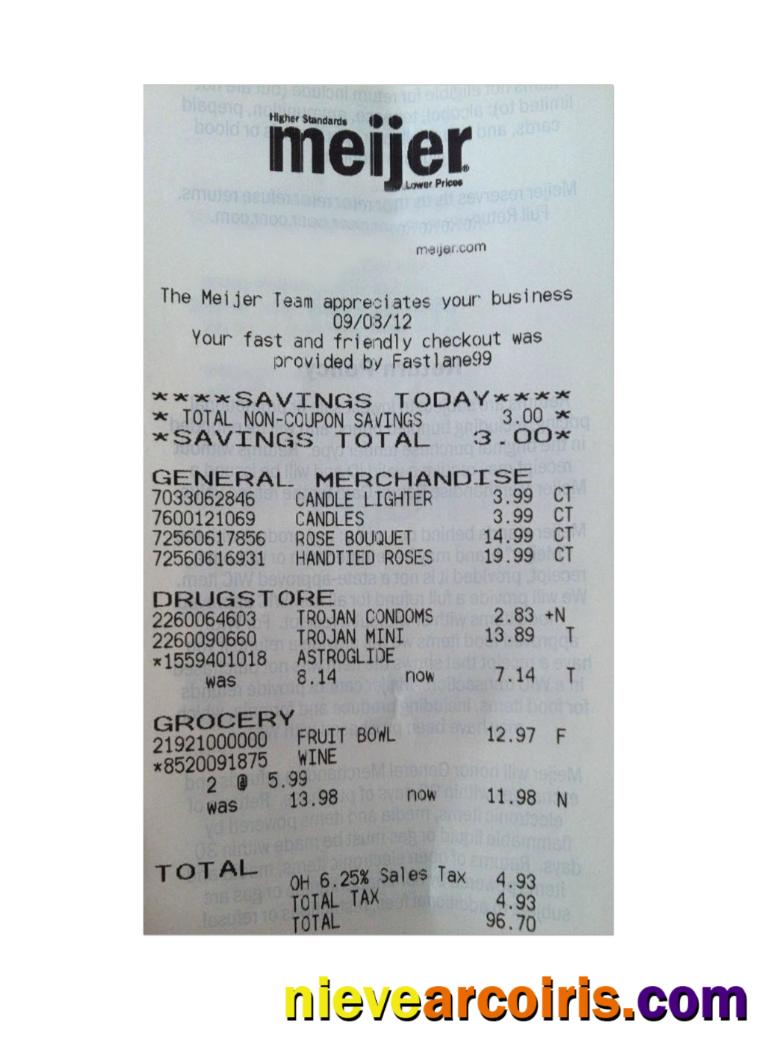 Higher Standards
meijer
Lower Prices
meijer.com
The Meijer Team appreciates your business
09/08/12
Your fast and friendly checkout was
provided by Fastlane99
****SAVINGS TODAY****
* TOTAL NON-COUPON SAVINGS 3.00 *
*SAVINGS TOTAL 3.00*
GENERAL MERCHANDISE
7033062846 CANDLE LIGHTER 3.99 CT
7600121069 CANDLES 3.99 CT
72560617856 ROSE BOUQUET 14.99 CT
72560616931 HANDTIED ROSES 19.99 CT
DRUGSTORE
2260064603 TROJAN CONDOMS 2.83 +N
2260090660 TROJAN MINI 13.89 T
*1559401018 ASTROGLIDE
was 8.14 now 7.14 T
GROCERY
21921000000 FRUIT BOWL 12.97 F
*8520091875 WINE
2 @ 5.99
was 13.98 now 11.98 N
TOTAL
OH 6.25% Sales Tax 4.93
TOTAL TAX 4.93
TOTAL 96.70
nievearcoiris.com